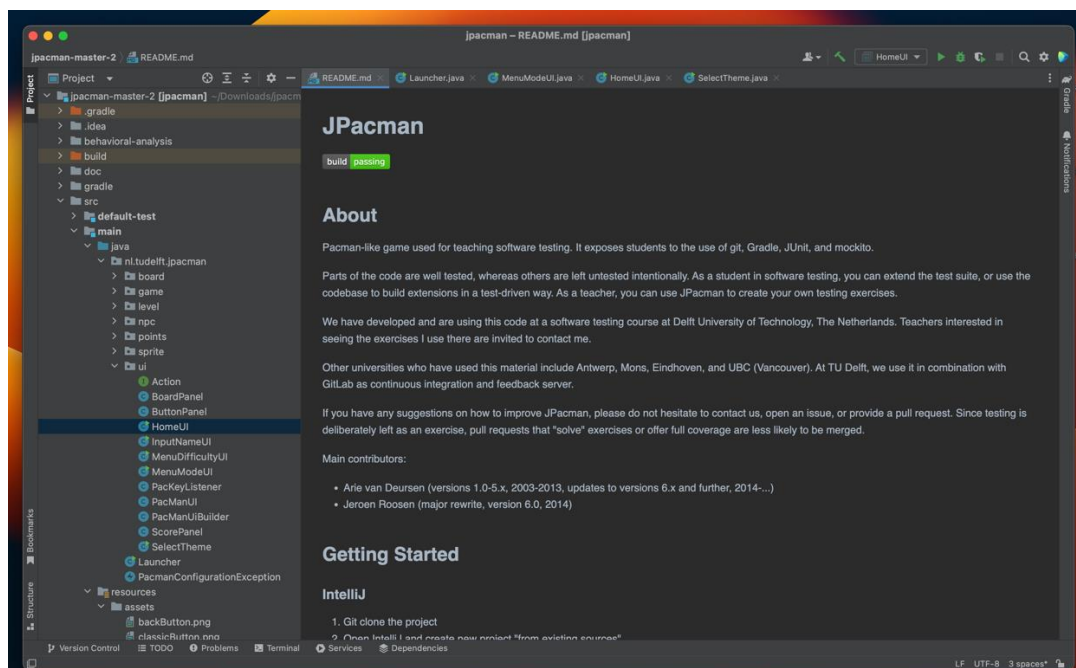 jpacman – README.md [jpacman]
jpacman-master-2 README.md
HomeUI
Project
README.md Launcher.java MenuModeUI.java HomeUI.java SelectTheme.java
Project
Gradle
Notifications
Bookmarks
Structure
jpacman-master-2 [jpacman] ~/Downloads/jpacm
.gradle
.idea
behavioral-analysis
build
doc
gradle
src
default-test
main
java
nl.tudelft.jpacman
board
game
level
npc
points
sprite
ui
Action
BoardPanel
ButtonPanel
HomeUI
InputNameUI
MenuDifficultyUI
MenuModeUI
PacKeyListener
PacManUI
PacManUiBuilder
ScorePanel
SelectTheme
Launcher
PacmanConfigurationException
resources
assets
backButton.png
classicButton.png
JPacman
build passing
About
Pacman-like game used for teaching software testing. It exposes students to the use of git, Gradle, JUnit, and mockito.
Parts of the code are well tested, whereas others are left untested intentionally. As a student in software testing, you can extend the test suite, or use the
codebase to build extensions in a test-driven way. As a teacher, you can use JPacman to create your own testing exercises.
We have developed and are using this code at a software testing course at Delft University of Technology, The Netherlands. Teachers interested in
seeing the exercises I use there are invited to contact me.
Other universities who have used this material include Antwerp, Mons, Eindhoven, and UBC (Vancouver). At TU Delft, we use it in combination with
GitLab as continuous integration and feedback server.
If you have any suggestions on how to improve JPacman, please do not hesitate to contact us, open an issue, or provide a pull request. Since testing is
deliberately left as an exercise, pull requests that "solve" exercises or offer full coverage are less likely to be merged.
Main contributors:
• Arie van Deursen (versions 1.0-5.x, 2003-2013, updates to versions 6.x and further, 2014-...)
• Jeroen Roosen (major rewrite, version 6.0, 2014)
Getting Started
IntelliJ
1. Git clone the project
2. Open IntelliJ and create new project "from existing sources"
Version Control TODO Problems Terminal Services Dependencies
LF UTF-8 3 spaces*